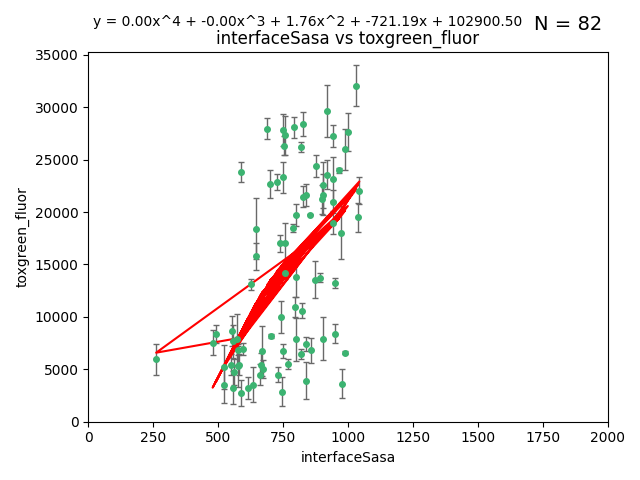 y = 0.00x^4 + -0.00x^3 + 1.76x^2 + -721.19x + 102900.50 N = 82
interfaceSasa vs toxgreen_fluor
35000
30000
25000
20000
15000
10000
5000
0
toxgreen_fluor
0 250 500 750 1000 1250 1500 1750 2000
interfaceSasa